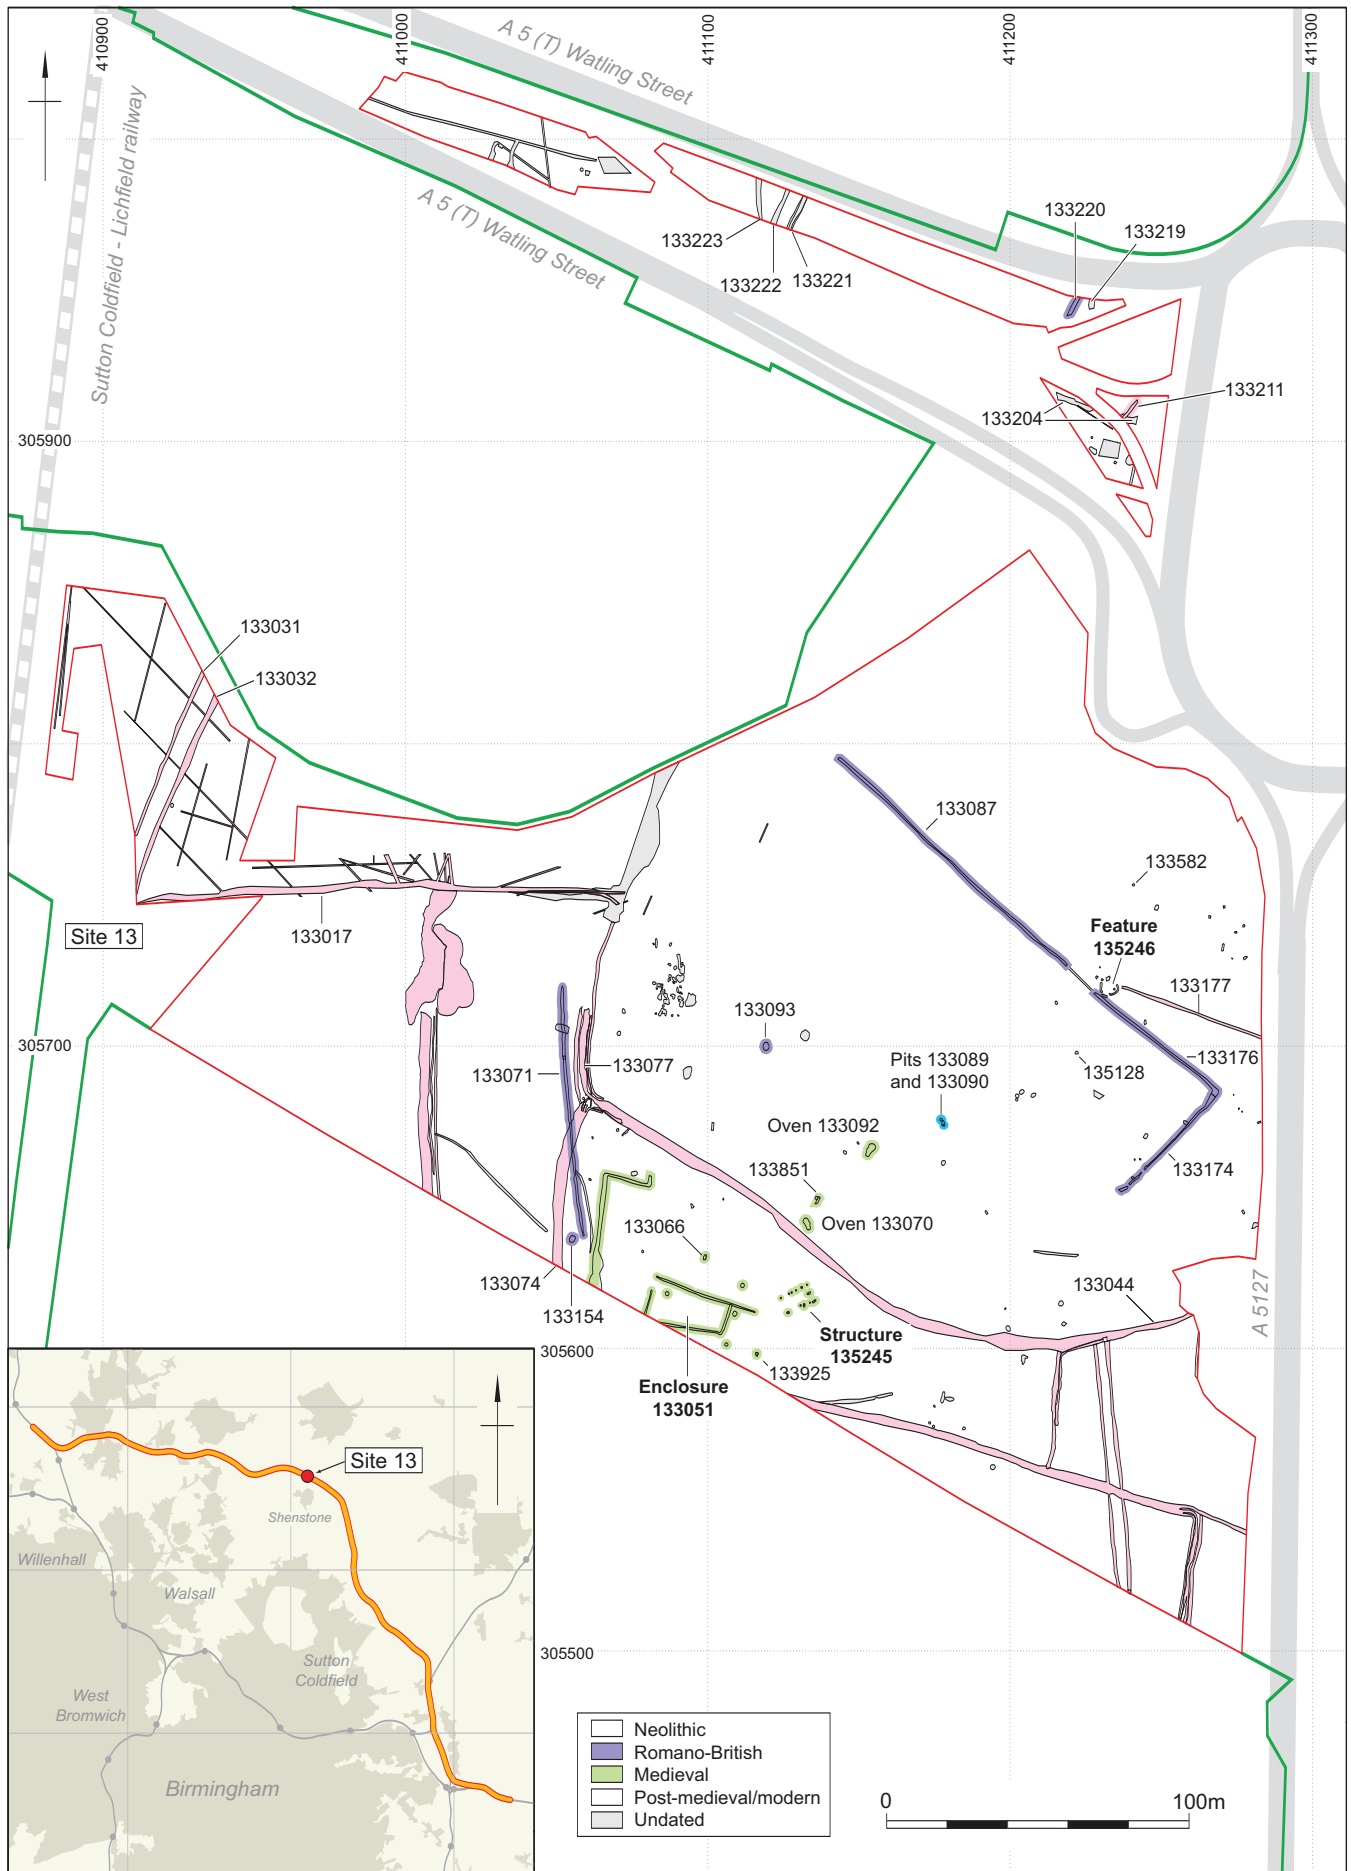 110900
411000
411100
411200
411300
A 5 (T) Watling Street
A 5 (T) Watling Street
Sutton Coldfield - Lichfield railway
133220
133219
133223
133222
133221
133211
133204
305900
133031
133032
133087
133582
Feature
135246
Site 13
133017
133177
133093
305700
133176
133071
133077
Pits 133089
and 133090
135128
Oven 133092
133851
133174
133066
Oven 133070
133074
133154
133044
A 5127
Structure
135245
305600
133925
Enclosure
133051
Site 13
Shenstone
Willenhall
Walsall
Sutton
Coldfield
West
Bromwich
Birmingham
305500
Neolithic
Romano-British
Medieval
Post-medieval/modern
Undated
0
100m